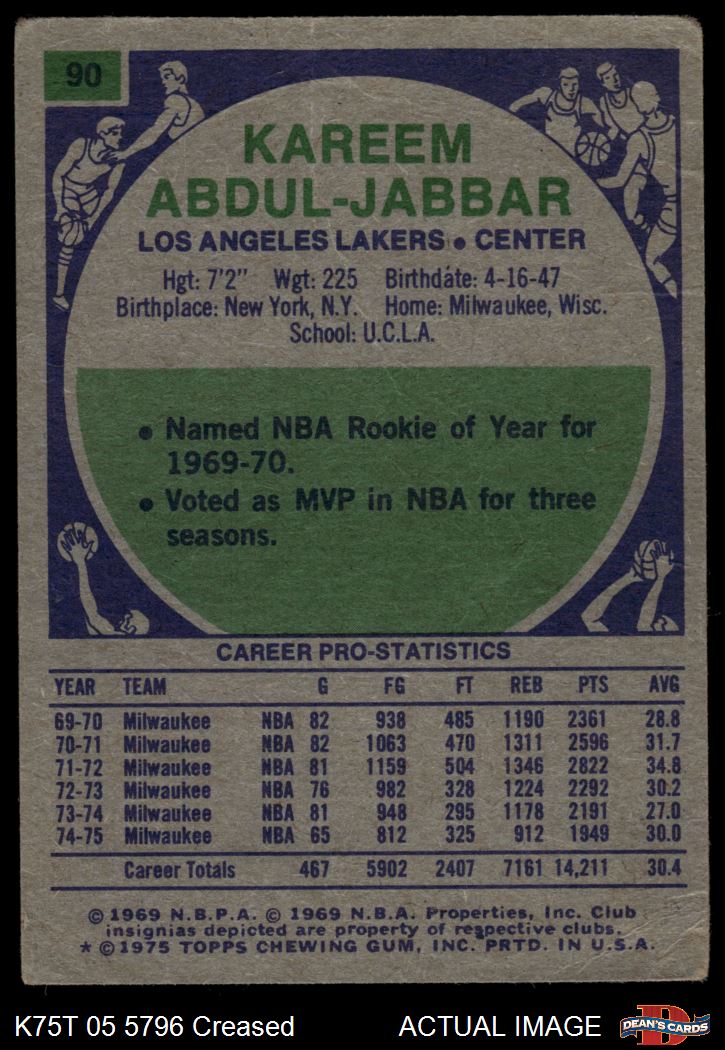 90
KAREEM
ABDUL-JABBAR
LOS ANGELES LAKERS • CENTER
Hgt: 7'2" Wgt: 225 Birthdate: 4-16-47
Birthplace: New York, N.Y. Home: Milwaukee, Wisc.
School: U.C.L.A.
• Named NBA Rookie of Year for
1969-70.
• Voted as MVP in NBA for three
seasons.
CAREER PRO-STATISTICS
YEAR TEAM G FG FT REB PTS AVG
69-70 Milwaukee NBA 82 938 485 1190 2361 28.8
70-71 Milwaukee NBA 82 1063 470 1311 2596 31.7
71-72 Milwaukee NBA 81 1159 504 1346 2822 34.8
72-73 Milwaukee NBA 76 982 328 1224 2292 30.2
73-74 Milwaukee NBA 81 948 295 1178 2191 27.0
74-75 Milwaukee NBA 65 812 325 912 1949 30.0
Career Totals 467 5902 2407 7161 14,211 30.4
© 1969 N.B.P.A. © 1969 N.B.A. Properties, Inc. Club
insignias depicted are property of respective clubs.
* © 1975 TOPPS CHEWING GUM, INC. PRTD. IN U.S.A.
K75T 05 5796 Creased ACTUAL IMAGE
D
DEAN'S CARDS